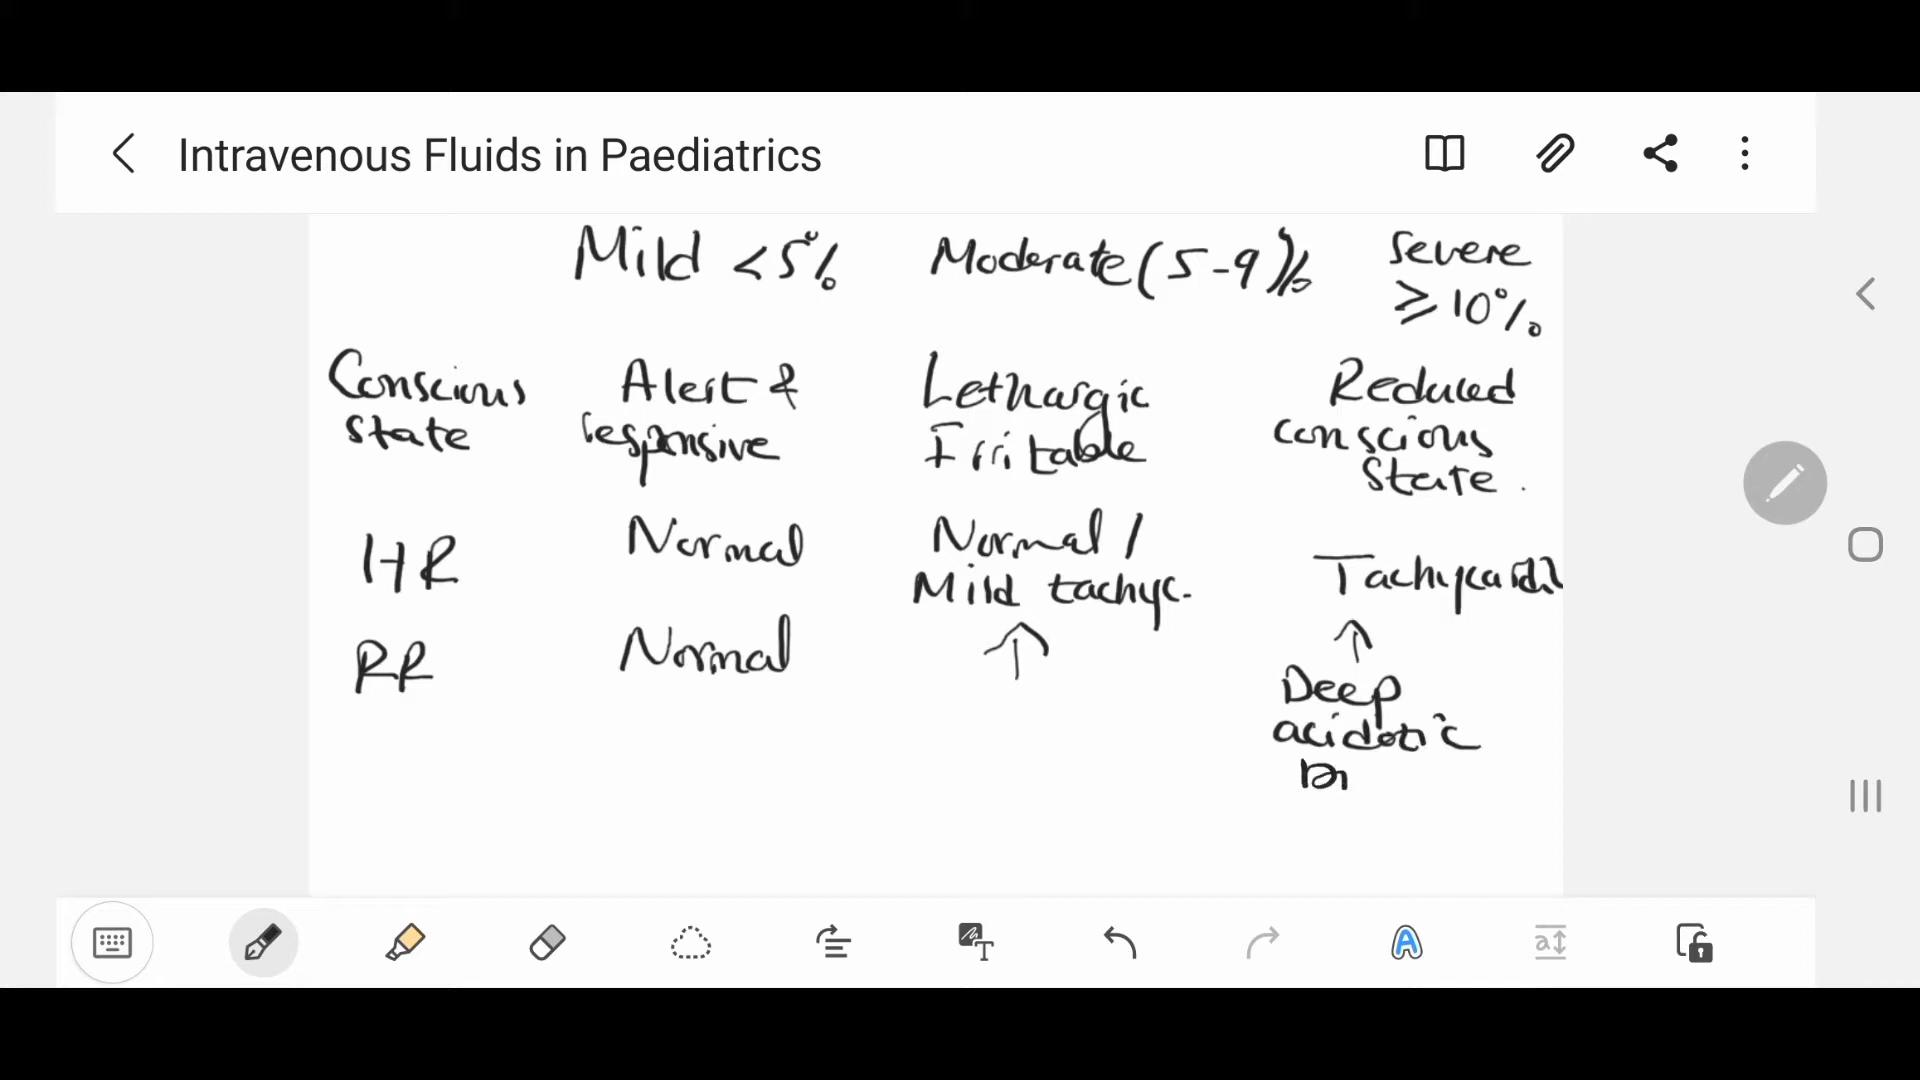 Intravenous Fluids in Paediatrics
Mild <5% Moderate (5-9)% Severe
≥10%
Conscious Alert & Lethargic Reduced
state responsive Irritable conscious
state.
HR Normal Normal / Tachycardi
Mild tachyc.
RR Normal ↑ ↑
Deep
acidotic